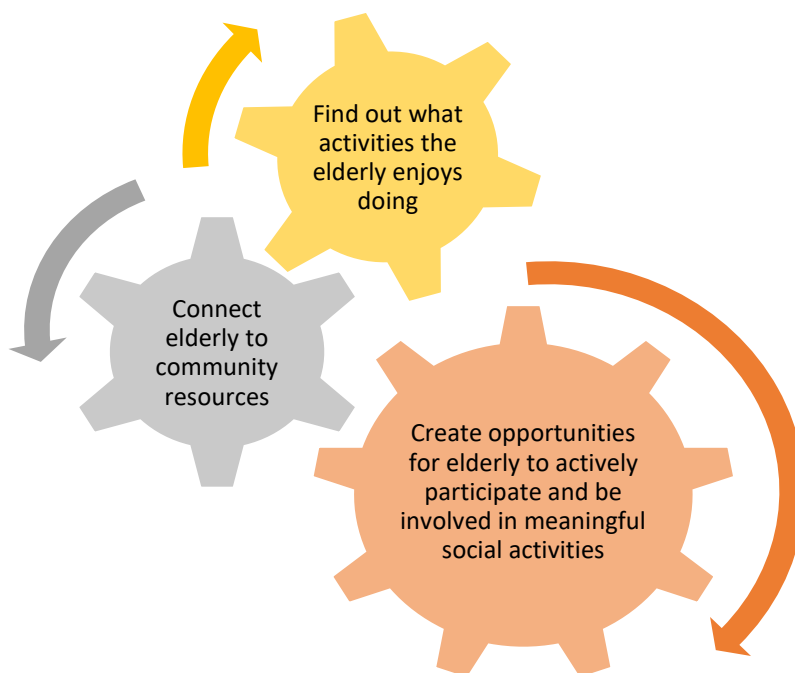 Find out what
activities the
elderly enjoys
doing
Connect
elderly to
community
resources
Create opportunities
for elderly to actively
participate and be
involved in meaningful
social activities